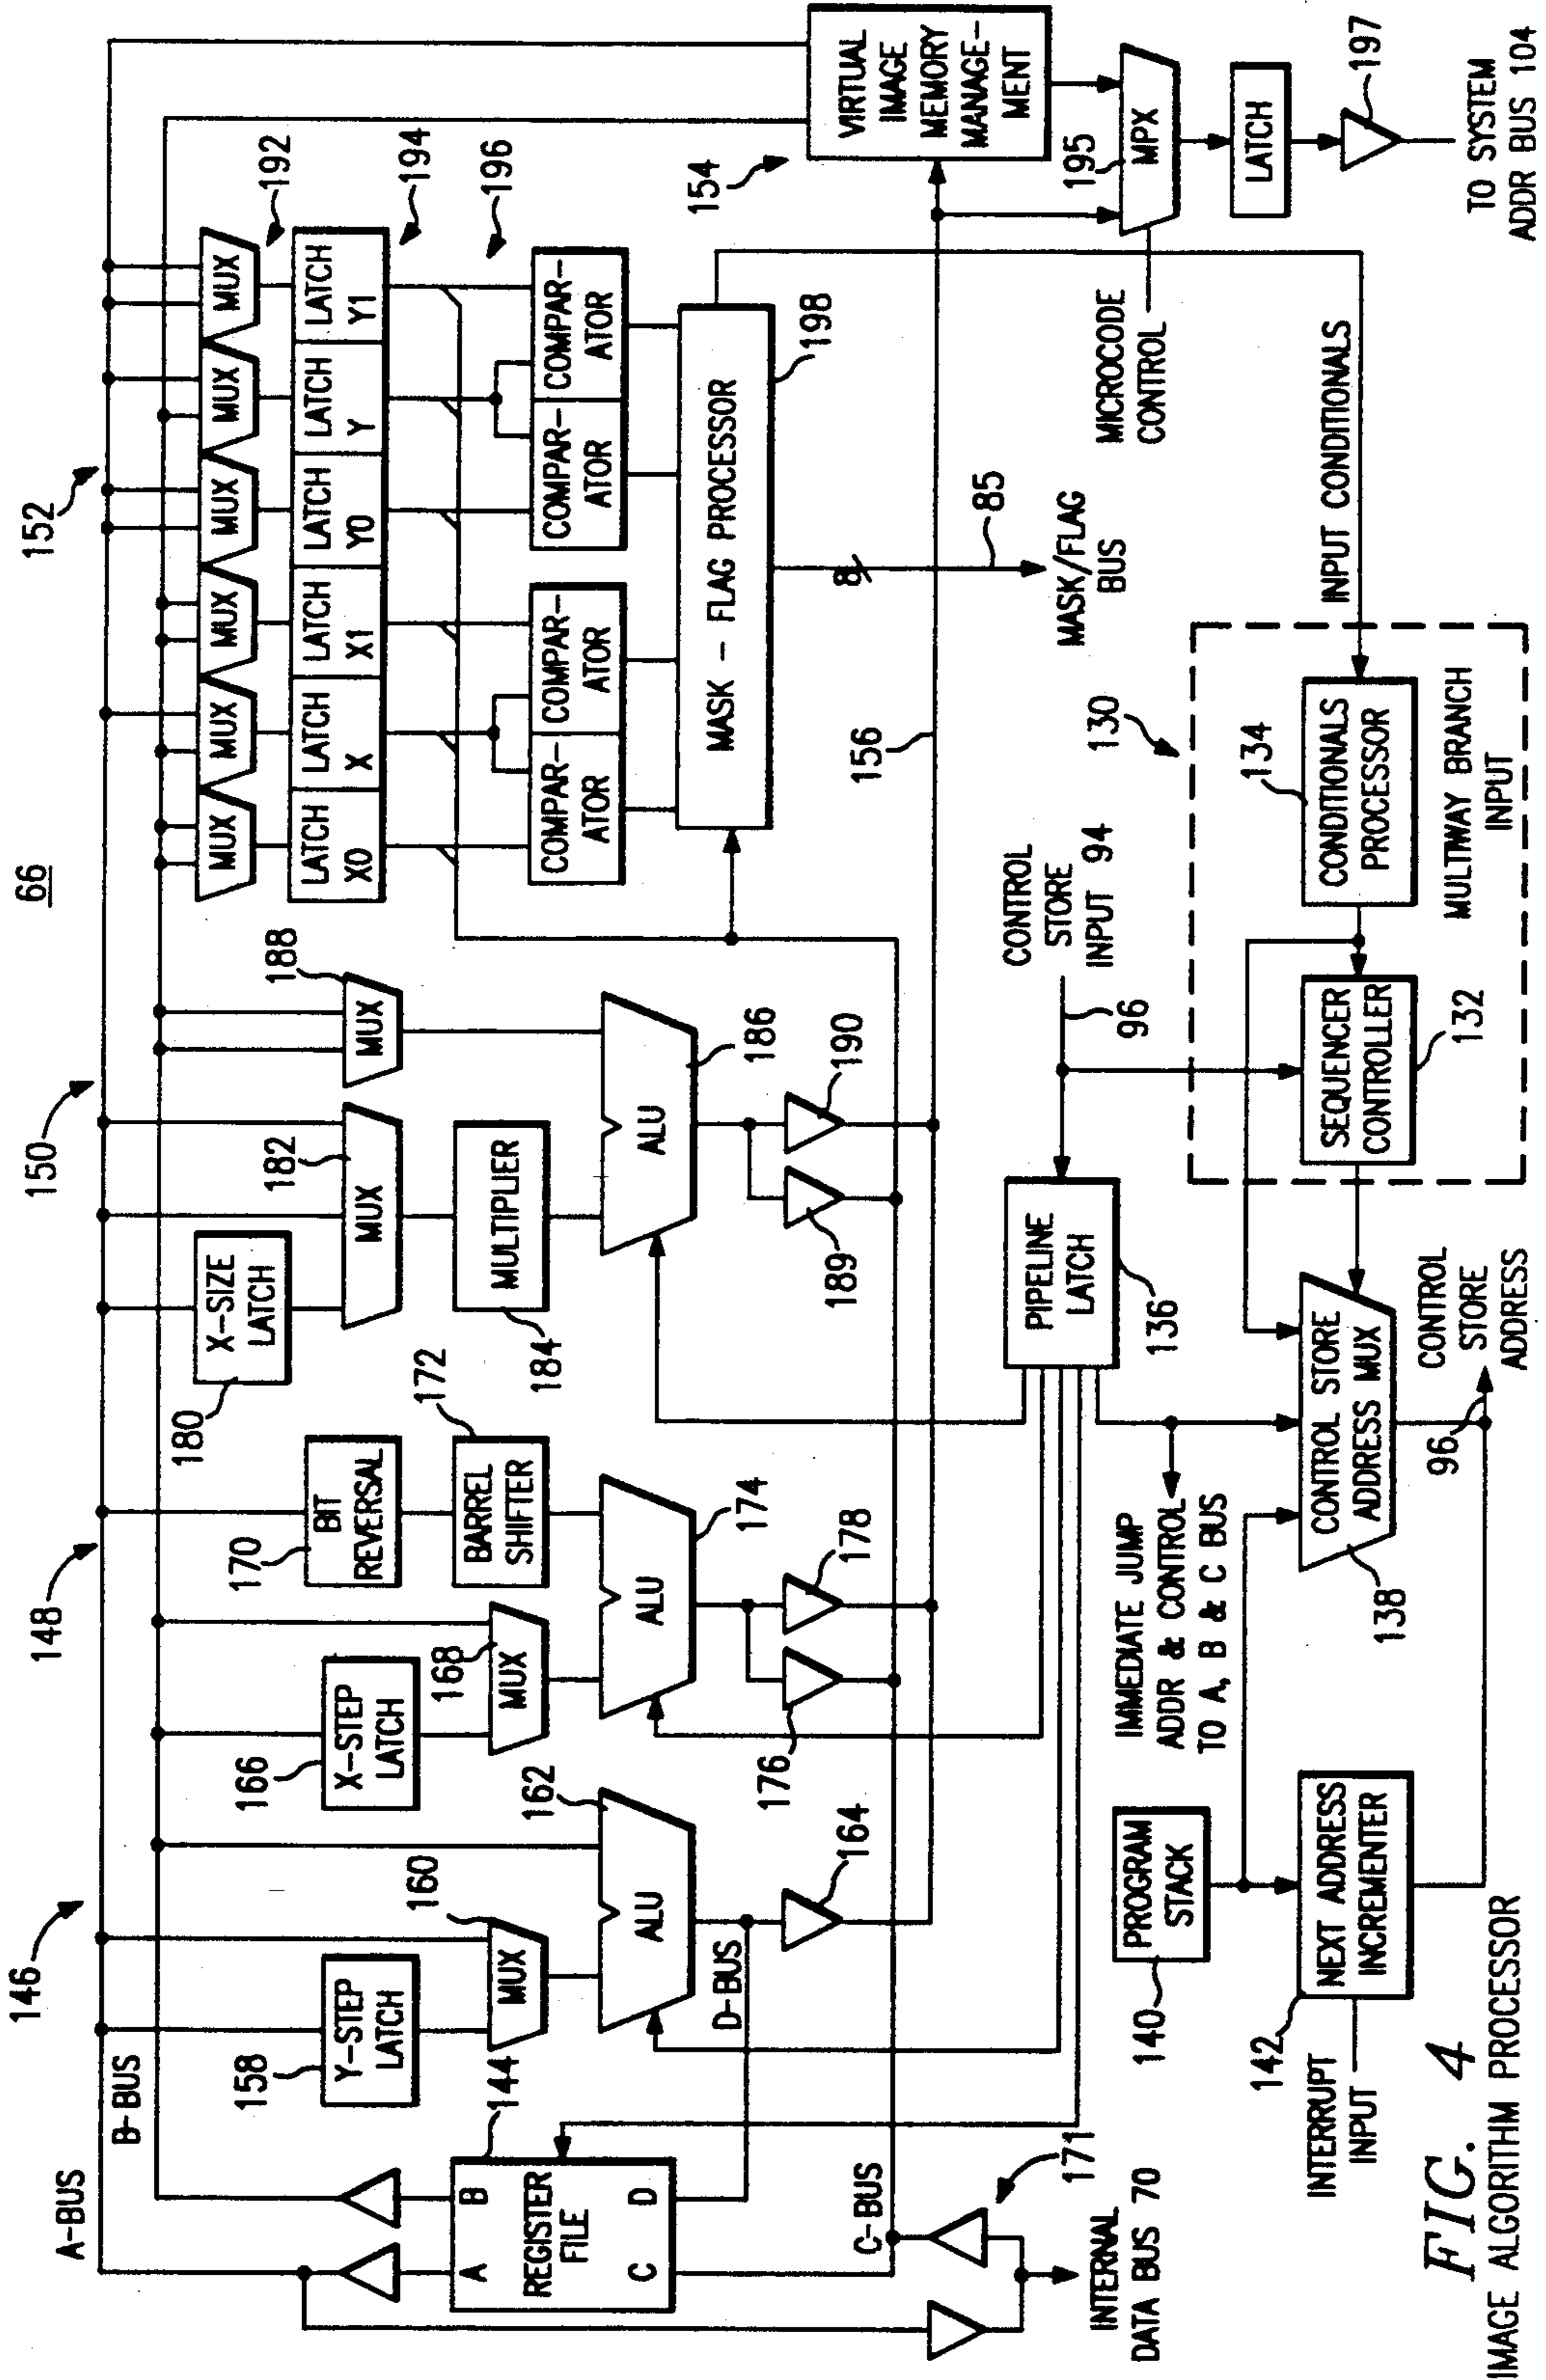 66
146
148
150
152
A-BUS
B-BUS
158
Y-STEP
LATCH
160
MUX
162
ALU
D-BUS
164
144
A
B
REGISTER
FILE
C
D
C-BUS
171
INTERNAL
DATA BUS 70
166
X-STEP
LATCH
168
MUX
170
BIT
REVERSAL
172
BARREL
SHIFTER
174
ALU
176
178
180
X-SIZE
LATCH
182
MUX
184
MULTIPLIER
188
MUX
186
ALU
189
190
MUX
MUX
MUX
MUX
MUX
MUX
192
LATCH
X0
LATCH
X
LATCH
X1
LATCH
Y0
LATCH
Y
LATCH
Y1
194
196
COMPAR-
ATOR
COMPAR-
ATOR
COMPAR-
ATOR
COMPAR-
ATOR
MASK - FLAG PROCESSOR
198
8
85
MASK/FLAG
BUS
156
154
VIRTUAL
IMAGE
MEMORY
MANAGE-
MENT
MICROCODE
CONTROL
195
MPX
LATCH
197
TO SYSTEM
ADDR BUS 104
INPUT CONDITIONALS
CONTROL
STORE
INPUT 94
96
130
134
CONDITIONALS
PROCESSOR
MULTIWAY BRANCH
INPUT
SEQUENCER
CONTROLLER
132
PIPELINE
LATCH
136
IMMEDIATE JUMP
ADDR & CONTROL
TO A, B & C BUS
CONTROL STORE
ADDRESS MUX
138
CONTROL
STORE
ADDRESS
96
PROGRAM
STACK
140
NEXT ADDRESS
INCREMENTER
142
INTERRUPT
INPUT
FIG. 4
IMAGE ALGORITHM PROCESSOR